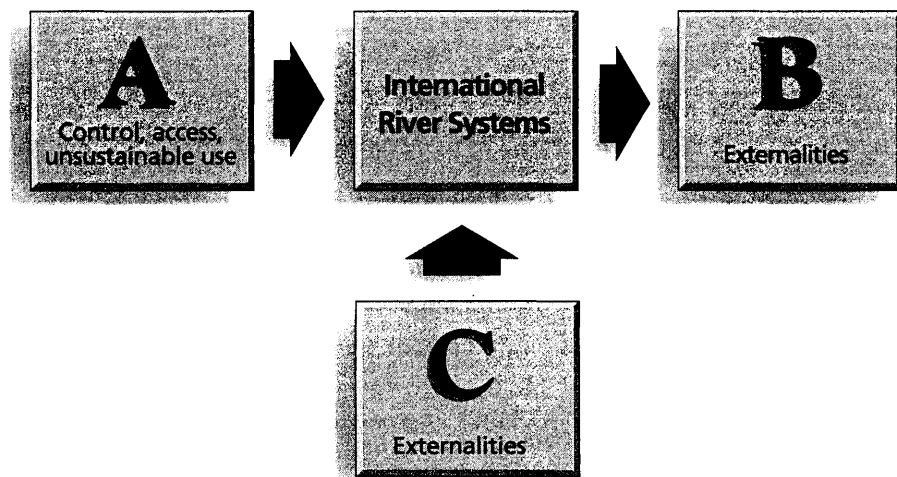 A
Control, access,
unsustainable use
International
River Systems
B
Externalities
C
Externalities